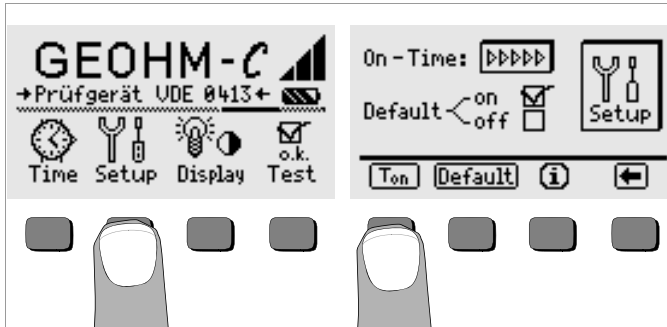 GEOHM-C
→Prüfgerät VDE 0413←
Time Setup Display o.k. Test
On-Time: ▷▷▷▷▷
Default on
off
Setup
Ton Default i